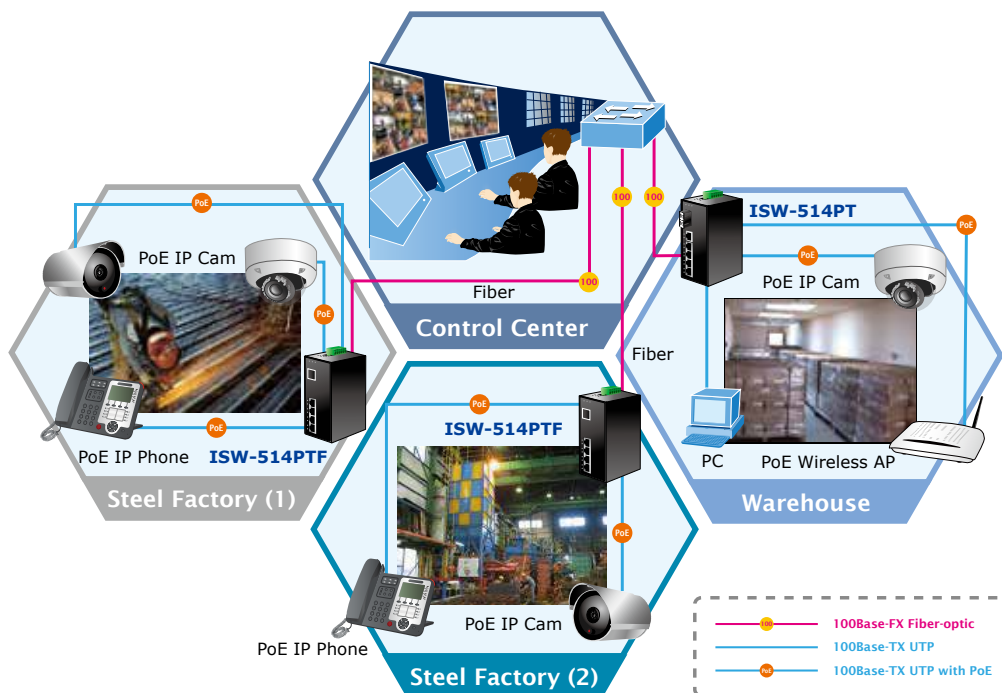 100
100
100
Fiber
Control Center
PoE
PoE IP Cam
PoE
PoE IP Phone
PoE
ISW-514PTF
Steel Factory (1)
ISW-514PT
PoE
PoE
PoE IP Cam
Fiber
PC
PoE Wireless AP
Warehouse
PoE
ISW-514PTF
PoE
PoE IP Phone
PoE IP Cam
Steel Factory (2)
100
100Base-FX Fiber-optic
100Base-TX UTP
PoE
100Base-TX UTP with PoE